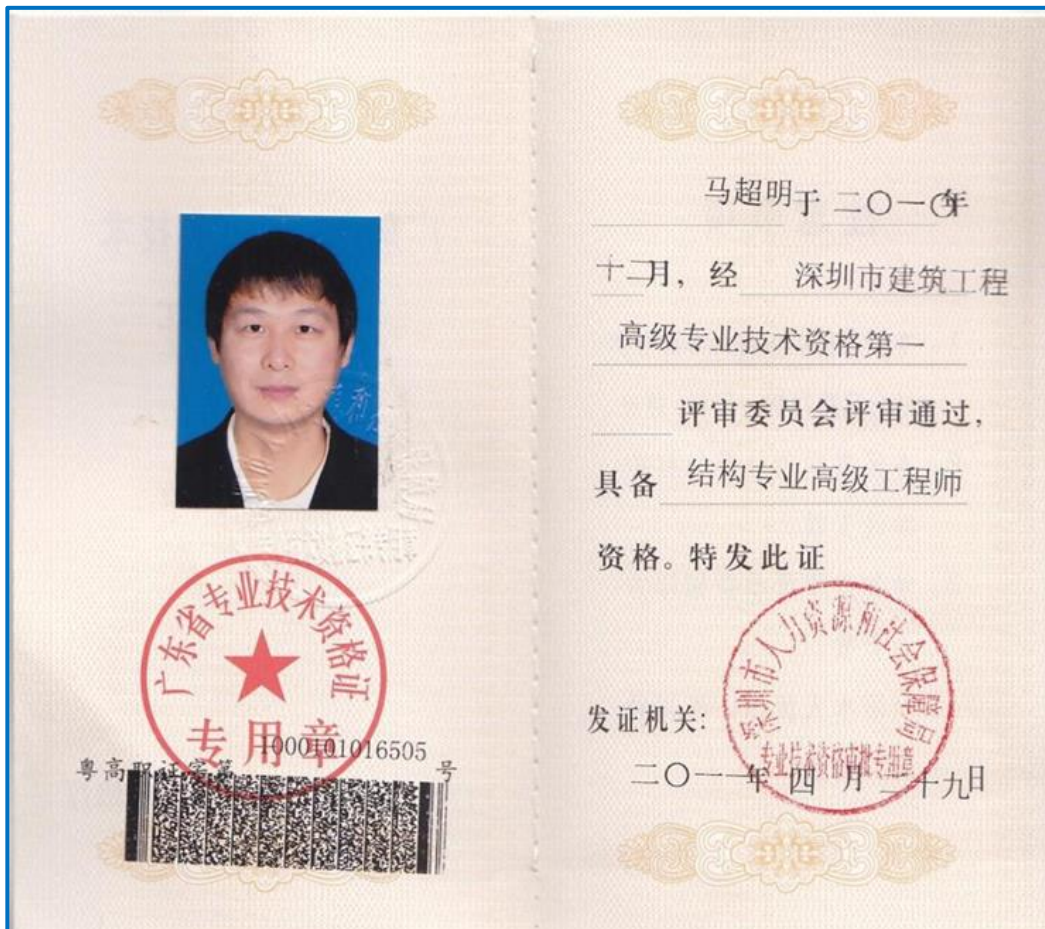 广东省专业技术资格证
专用章
1000101016505
粤高职证字第 号
马超明于 二〇一〇年
十二月，经 深圳市建筑工程
高级专业技术资格第一
评审委员会评审通过，
具备 结构专业高级工程师
资格。特发此证
深圳市人力资源和社会保障局
专业技术资格审批专用章
发证机关：
二〇一一年 四 月 二十九日